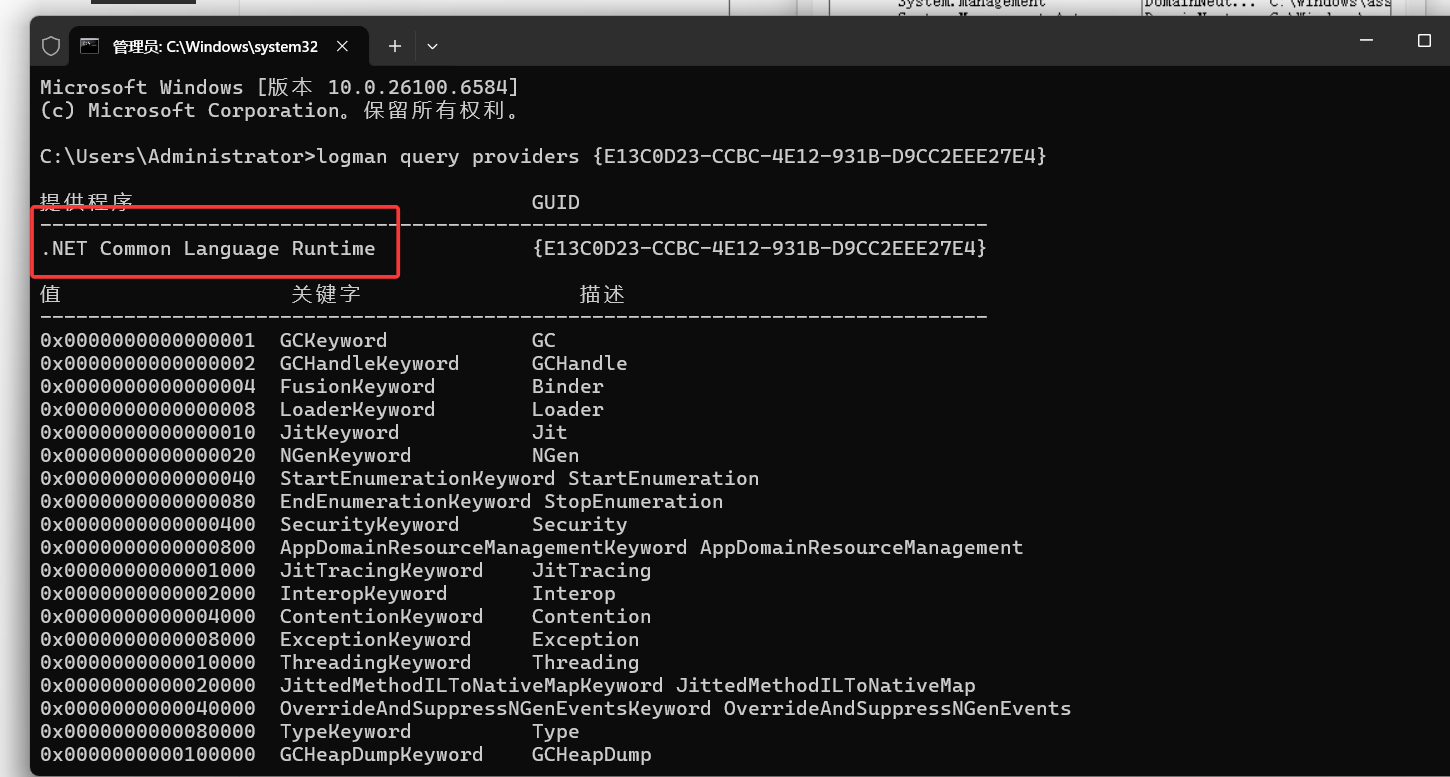 System.Management DomainNeut... C:\Windows\ass
管理员: C:\Windows\system32
Microsoft Windows [版本 10.0.26100.6584]
(c) Microsoft Corporation。保留所有权利。
C:\Users\Administrator>logman query providers {E13C0D23-CCBC-4E12-931B-D9CC2EEE27E4}
提供程序 GUID
-------------------------------------------------------------------------------
.NET Common Language Runtime {E13C0D23-CCBC-4E12-931B-D9CC2EEE27E4}
值 关键字 描述
-------------------------------------------------------------------------------
0x0000000000000001 GCKeyword GC
0x0000000000000002 GCHandleKeyword GCHandle
0x0000000000000004 FusionKeyword Binder
0x0000000000000008 LoaderKeyword Loader
0x0000000000000010 JitKeyword Jit
0x0000000000000020 NGenKeyword NGen
0x0000000000000040 StartEnumerationKeyword StartEnumeration
0x0000000000000080 EndEnumerationKeyword StopEnumeration
0x0000000000000400 SecurityKeyword Security
0x0000000000000800 AppDomainResourceManagementKeyword AppDomainResourceManagement
0x0000000000001000 JitTracingKeyword JitTracing
0x0000000000002000 InteropKeyword Interop
0x0000000000004000 ContentionKeyword Contention
0x0000000000008000 ExceptionKeyword Exception
0x0000000000010000 ThreadingKeyword Threading
0x0000000000020000 JittedMethodILToNativeMapKeyword JittedMethodILToNativeMap
0x0000000000040000 OverrideAndSuppressNGenEventsKeyword OverrideAndSuppressNGenEvents
0x0000000000080000 TypeKeyword Type
0x0000000000100000 GCHeapDumpKeyword GCHeapDump